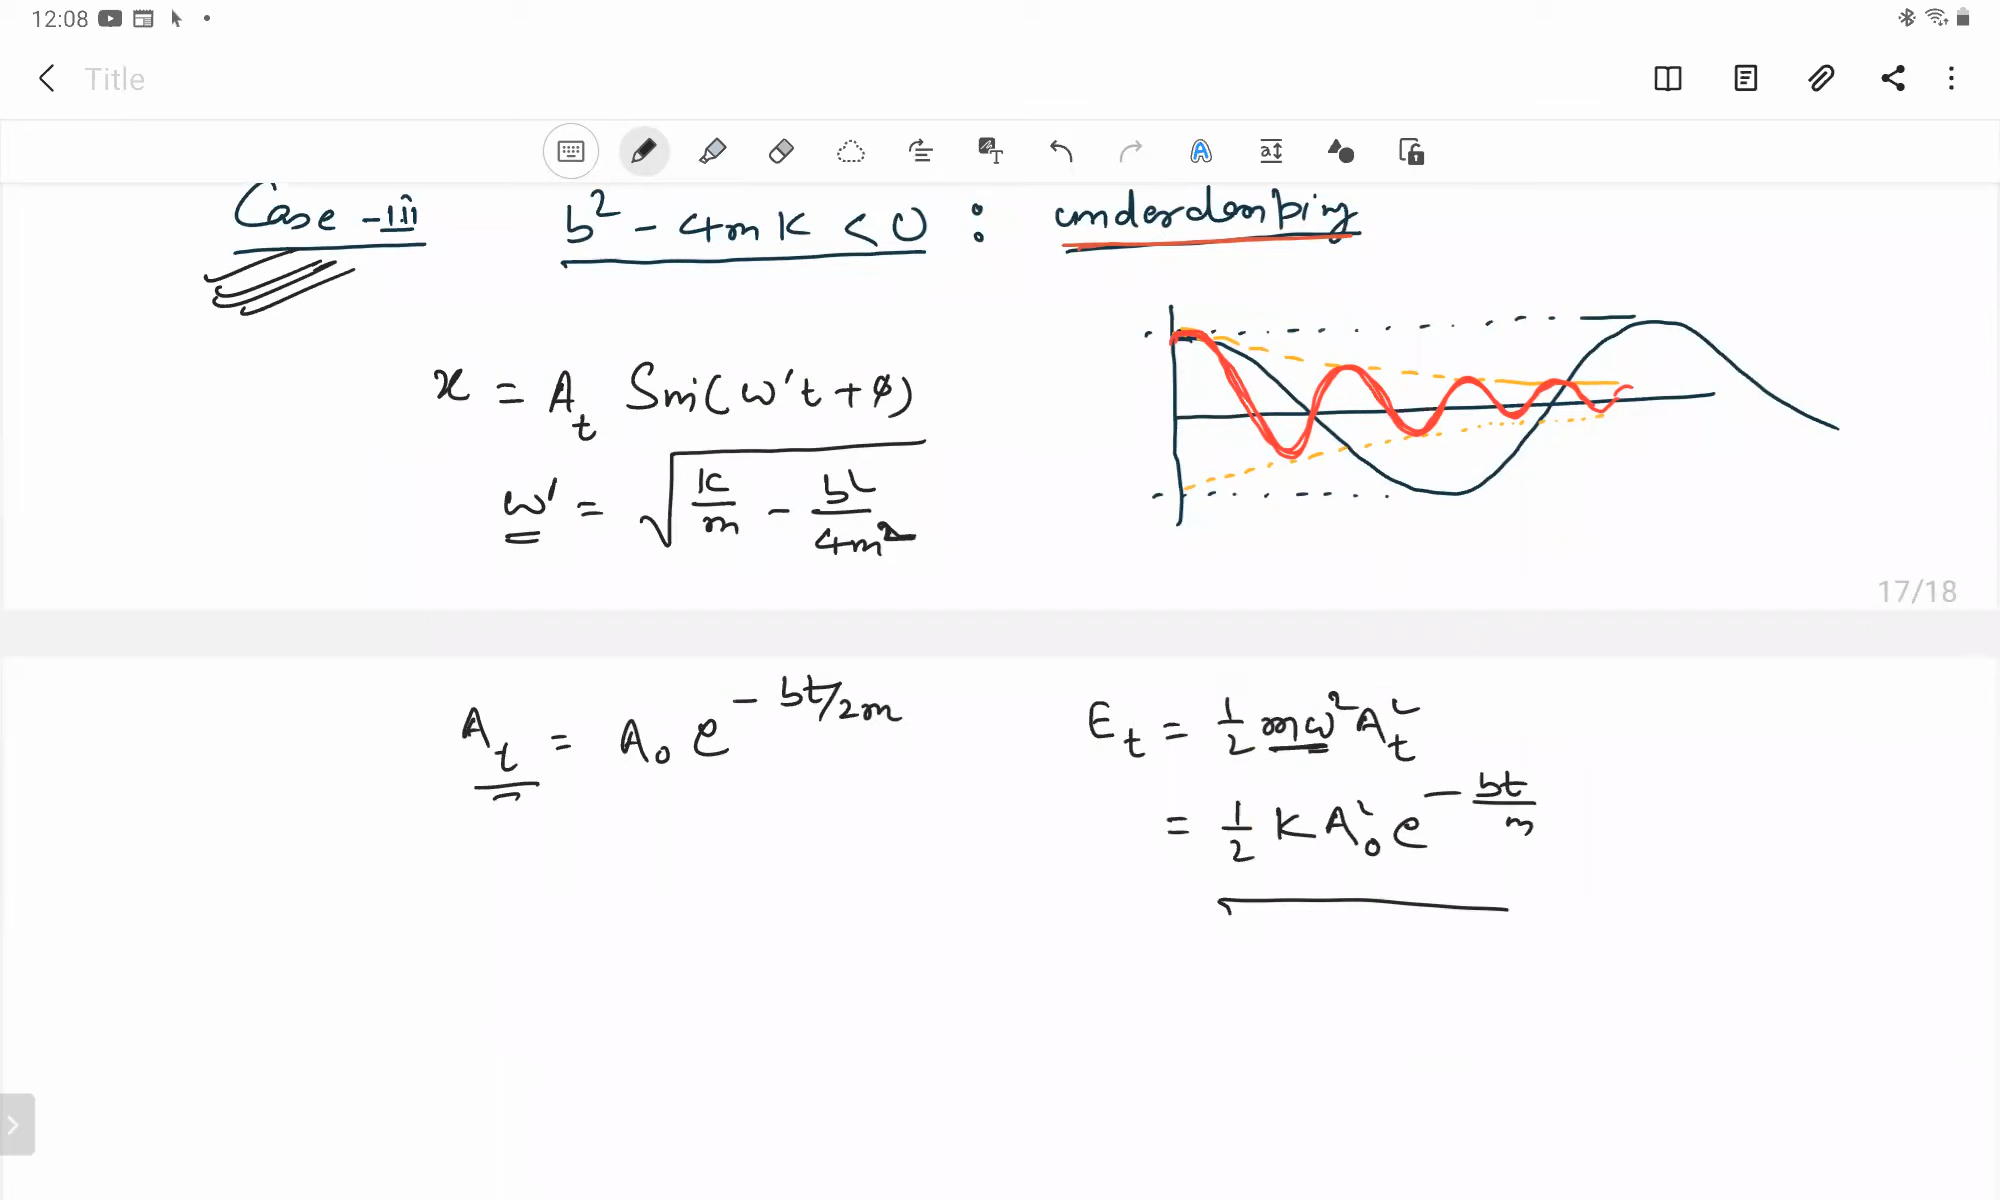 12:08
Title
Case -iii b² - 4mK < 0 : underdamping
x = A_t Sin(ω't + φ)
ω' = √(K/m - b²/4m²)
17/18
A_t = A₀ e^(-bt/2m)
E_t = 1/2 mω² A_t²
= 1/2 K A₀² e^(-bt/m)